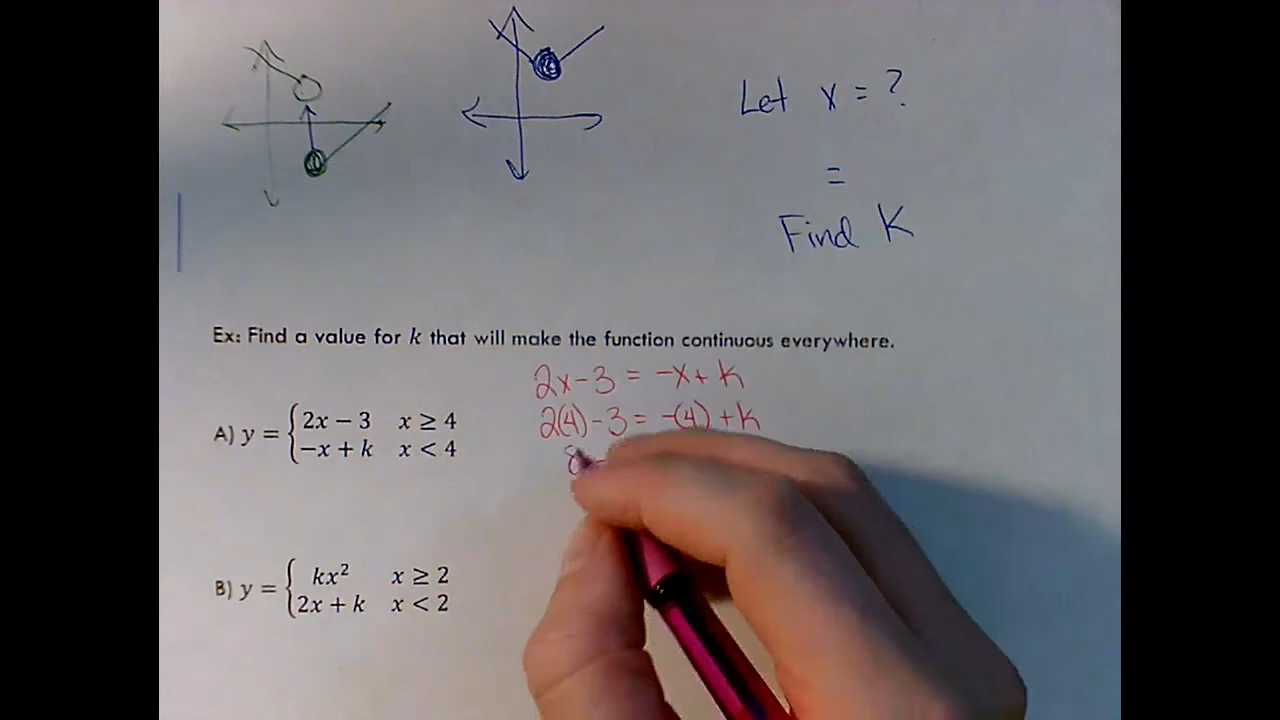 Let x = ?
=
Find K
Ex: Find a value for k that will make the function continuous everywhere.
2x - 3 = -x + k
2(4) - 3 = -(4) + k
A) y = { 2x − 3 x ≥ 4
−x + k x < 4
8 -
B) y = { kx² x ≥ 2
2x + k x < 2